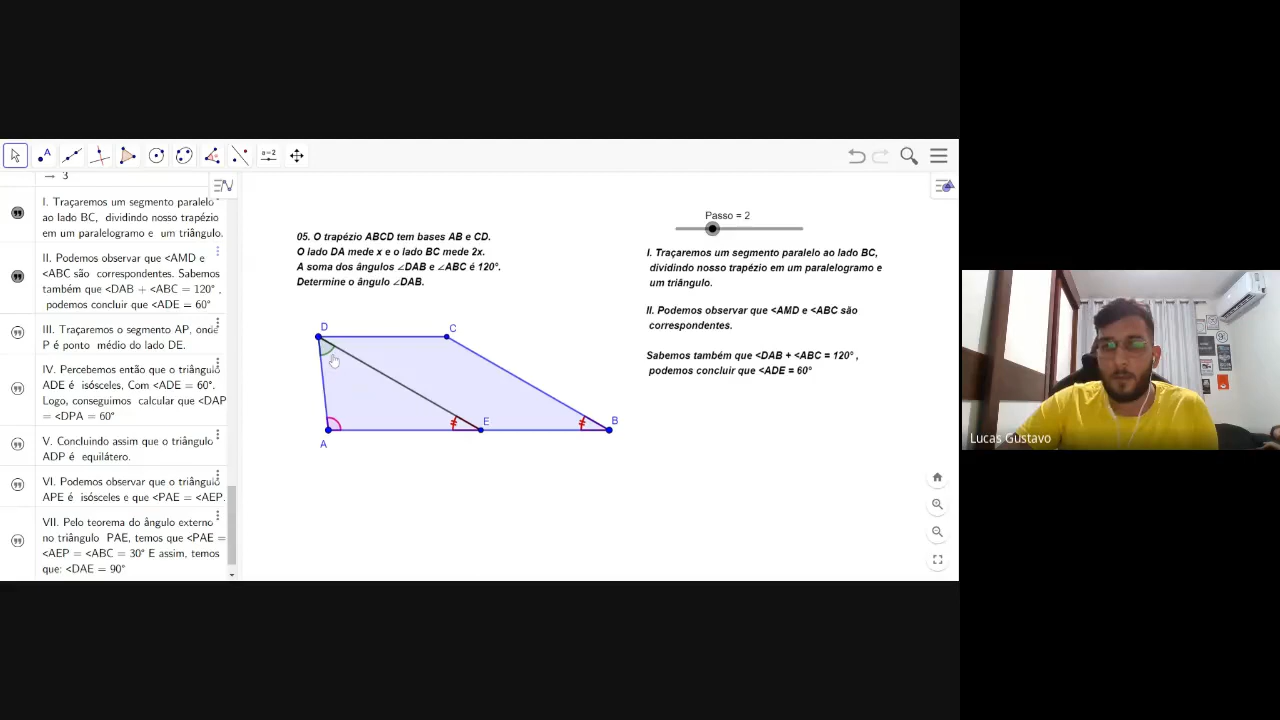 A
a=2
→ 3
I. Traçaremos um segmento paralelo
ao lado BC, dividindo nosso trapézio
em um paralelogramo e um triângulo.
II. Podemos observar que <AMD e
<ABC são correspondentes. Sabemos
também que <DAB + <ABC = 120° ,
podemos concluir que <ADE = 60°
III. Traçaremos o segmento AP, onde
P é ponto médio do lado DE.
IV. Percebemos então que o triângulo
ADE é isósceles, Com <ADE = 60°.
Logo, conseguimos calcular que <DAP
= <DPA = 60°
V. Concluindo assim que o triângulo
ADP é equilátero.
VI. Podemos observar que o triângulo
APE é isósceles e que <PAE = <AEP.
VII. Pelo teorema do ângulo externo
no triângulo PAE, temos que <PAE =
<AEP = <ABC = 30° E assim, temos
que: <DAE = 90°
05. O trapézio ABCD tem bases AB e CD.
O lado DA mede x e o lado BC mede 2x.
A soma dos ângulos ∠DAB e ∠ABC é 120°.
Determine o ângulo ∠DAB.
D
C
E
B
A
Passo = 2
I. Traçaremos um segmento paralelo ao lado BC,
dividindo nosso trapézio em um paralelogramo e
um triângulo.
II. Podemos observar que <AMD e <ABC são
correspondentes.
Sabemos também que <DAB + <ABC = 120° ,
podemos concluir que <ADE = 60°
Lucas Gustavo